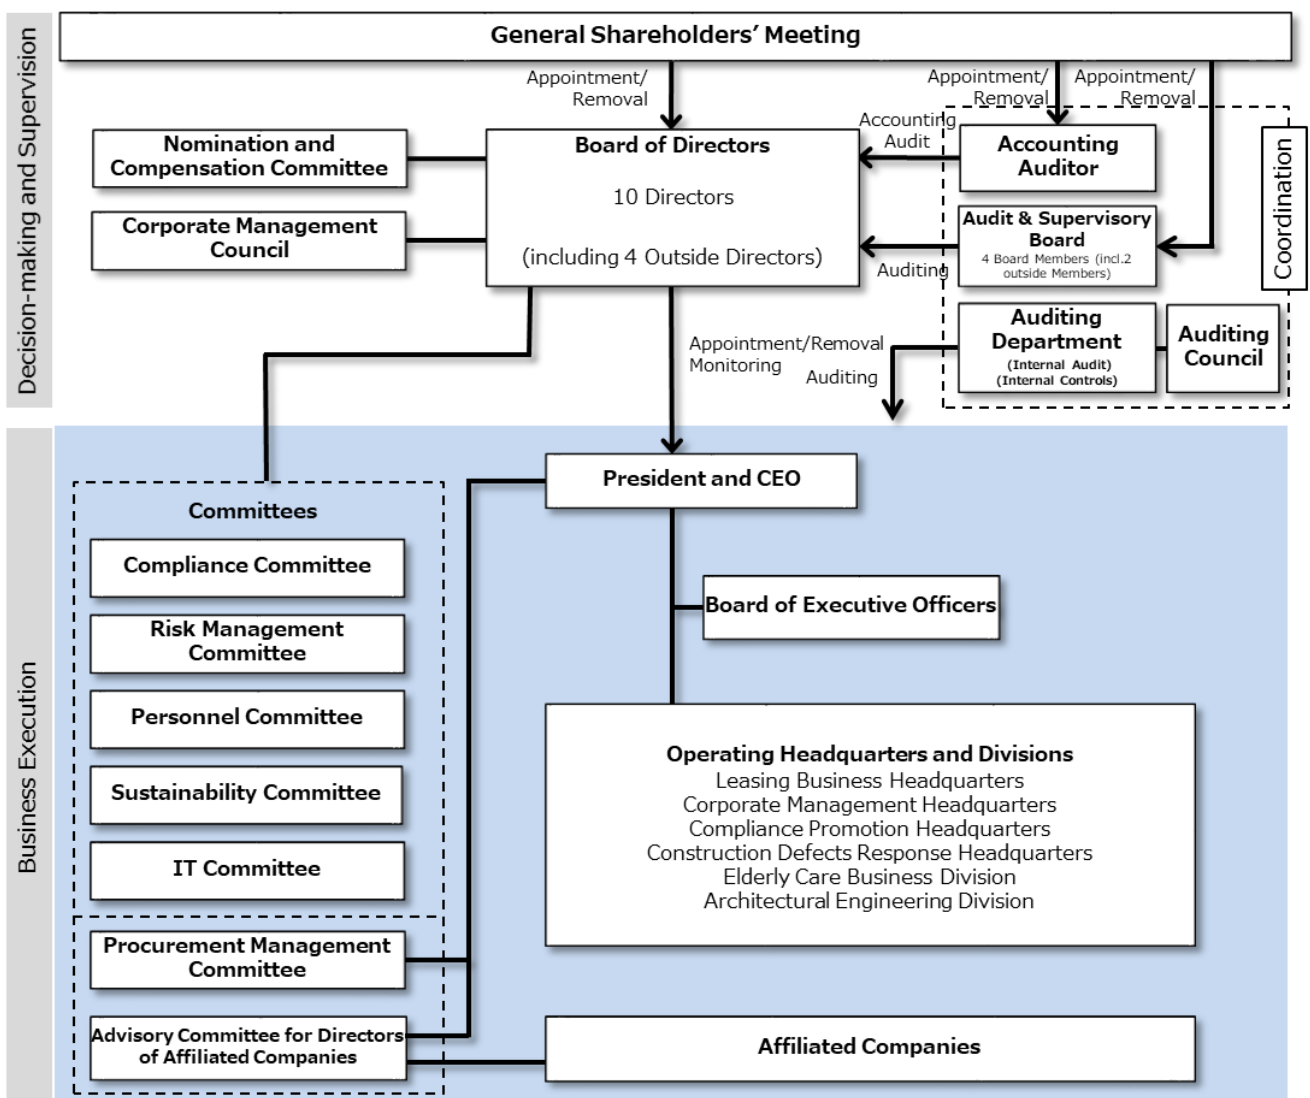 General Shareholders’ Meeting
Decision-making and Supervision
Appointment/
Removal
Appointment/
Removal
Appointment/
Removal
Nomination and
Compensation Committee
Corporate Management
Council
Board of Directors
10 Directors
(including 4 Outside Directors)
Accounting
Audit
Accounting
Auditor
Auditing
Audit & Supervisory
Board
4 Board Members (incl.2
outside Members)
Coordination
Auditing
Department
(Internal Audit)
(Internal Controls)
Auditing
Council
Appointment/Removal
Monitoring
Auditing
Business Execution
President and CEO
Committees
Compliance Committee
Risk Management
Committee
Personnel Committee
Sustainability Committee
IT Committee
Procurement Management
Committee
Advisory Committee for Directors
of Affiliated Companies
Board of Executive Officers
Operating Headquarters and Divisions
Leasing Business Headquarters
Corporate Management Headquarters
Compliance Promotion Headquarters
Construction Defects Response Headquarters
Elderly Care Business Division
Architectural Engineering Division
Affiliated Companies